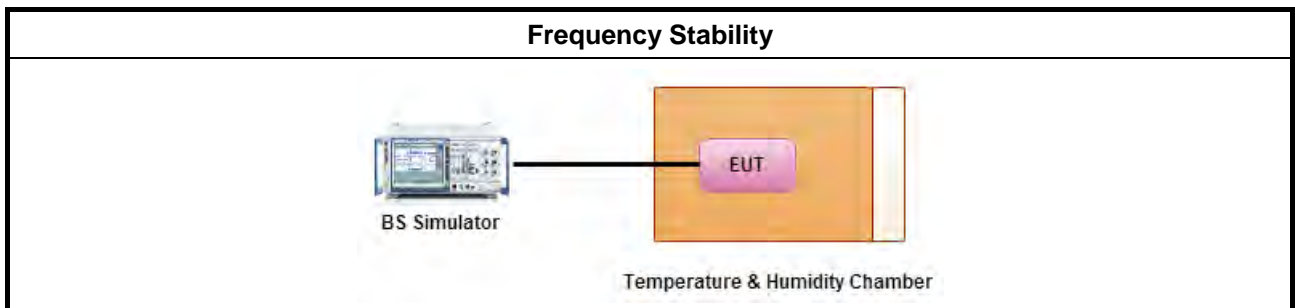 Frequency Stability
EUT
BS Simulator
Temperature & Humidity Chamber